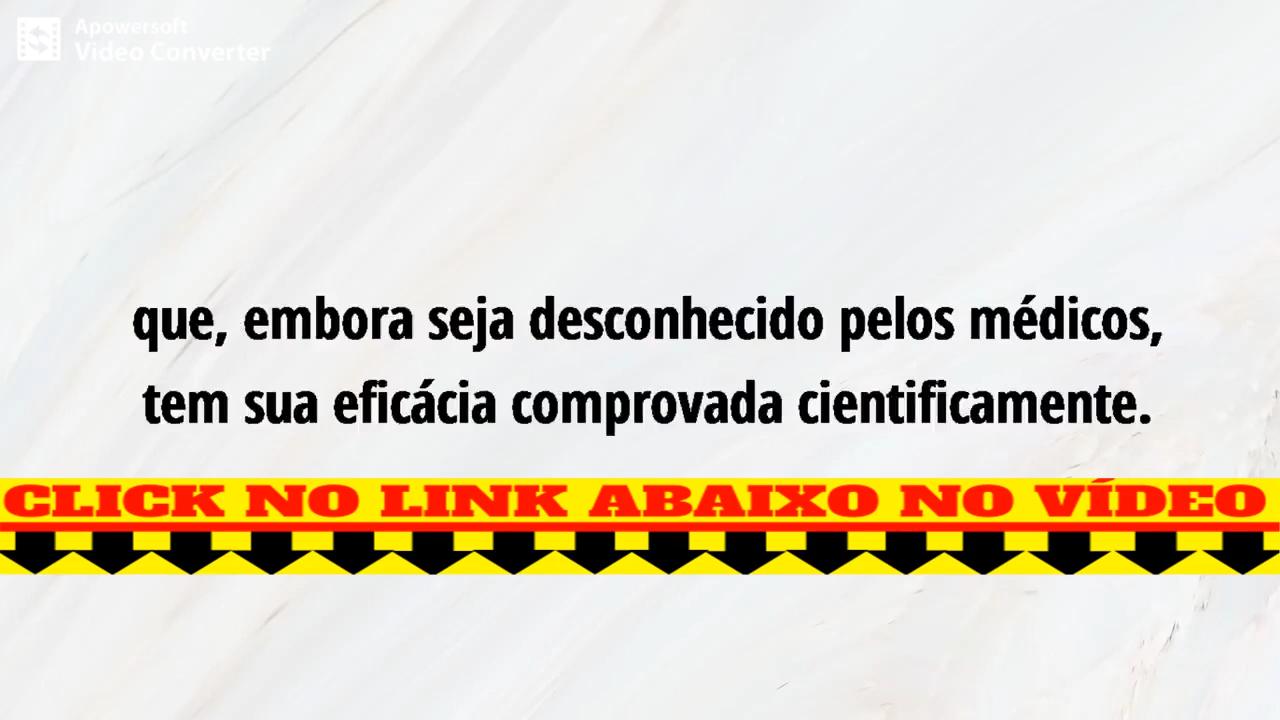 Apowersoft
Video Converter
que, embora seja desconhecido pelos médicos,
tem sua eficácia comprovada cientificamente.
CLICK NO LINK ABAIXO NO VÍDEO